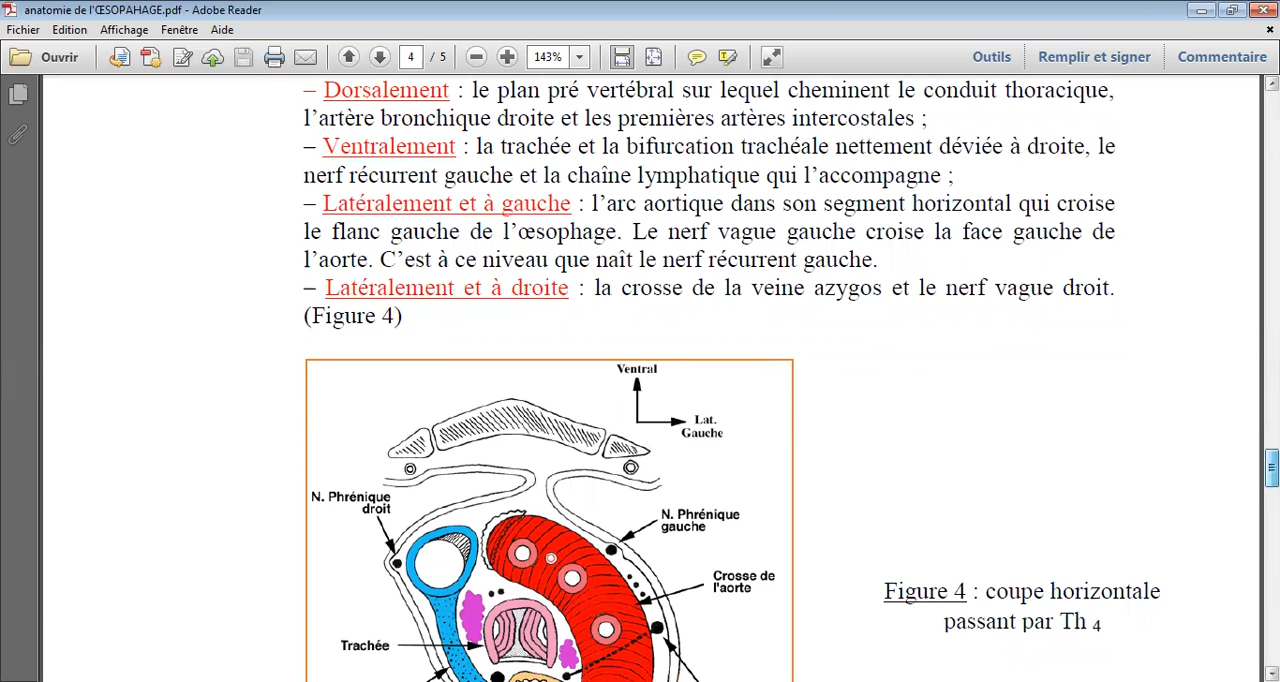 anatomie de l'ŒSOPAHAGE.pdf - Adobe Reader
Fichier Edition Affichage Fenêtre Aide
Ouvrir 4 / 5 143% Outils Remplir et signer Commentaire
– Dorsalement : le plan pré vertébral sur lequel cheminent le conduit thoracique,
l’artère bronchique droite et les premières artères intercostales ;
– Ventralement : la trachée et la bifurcation trachéale nettement déviée à droite, le
nerf récurrent gauche et la chaîne lymphatique qui l’accompagne ;
– Latéralement et à gauche : l’arc aortique dans son segment horizontal qui croise
le flanc gauche de l’œsophage. Le nerf vague gauche croise la face gauche de
l’aorte. C’est à ce niveau que naît le nerf récurrent gauche.
– Latéralement et à droite : la crosse de la veine azygos et le nerf vague droit.
(Figure 4)
Ventral
Lat.
Gauche
N. Phrénique
droit
N. Phrénique
gauche
Crosse de
l'aorte
Trachée
Figure 4 : coupe horizontale
passant par Th 4